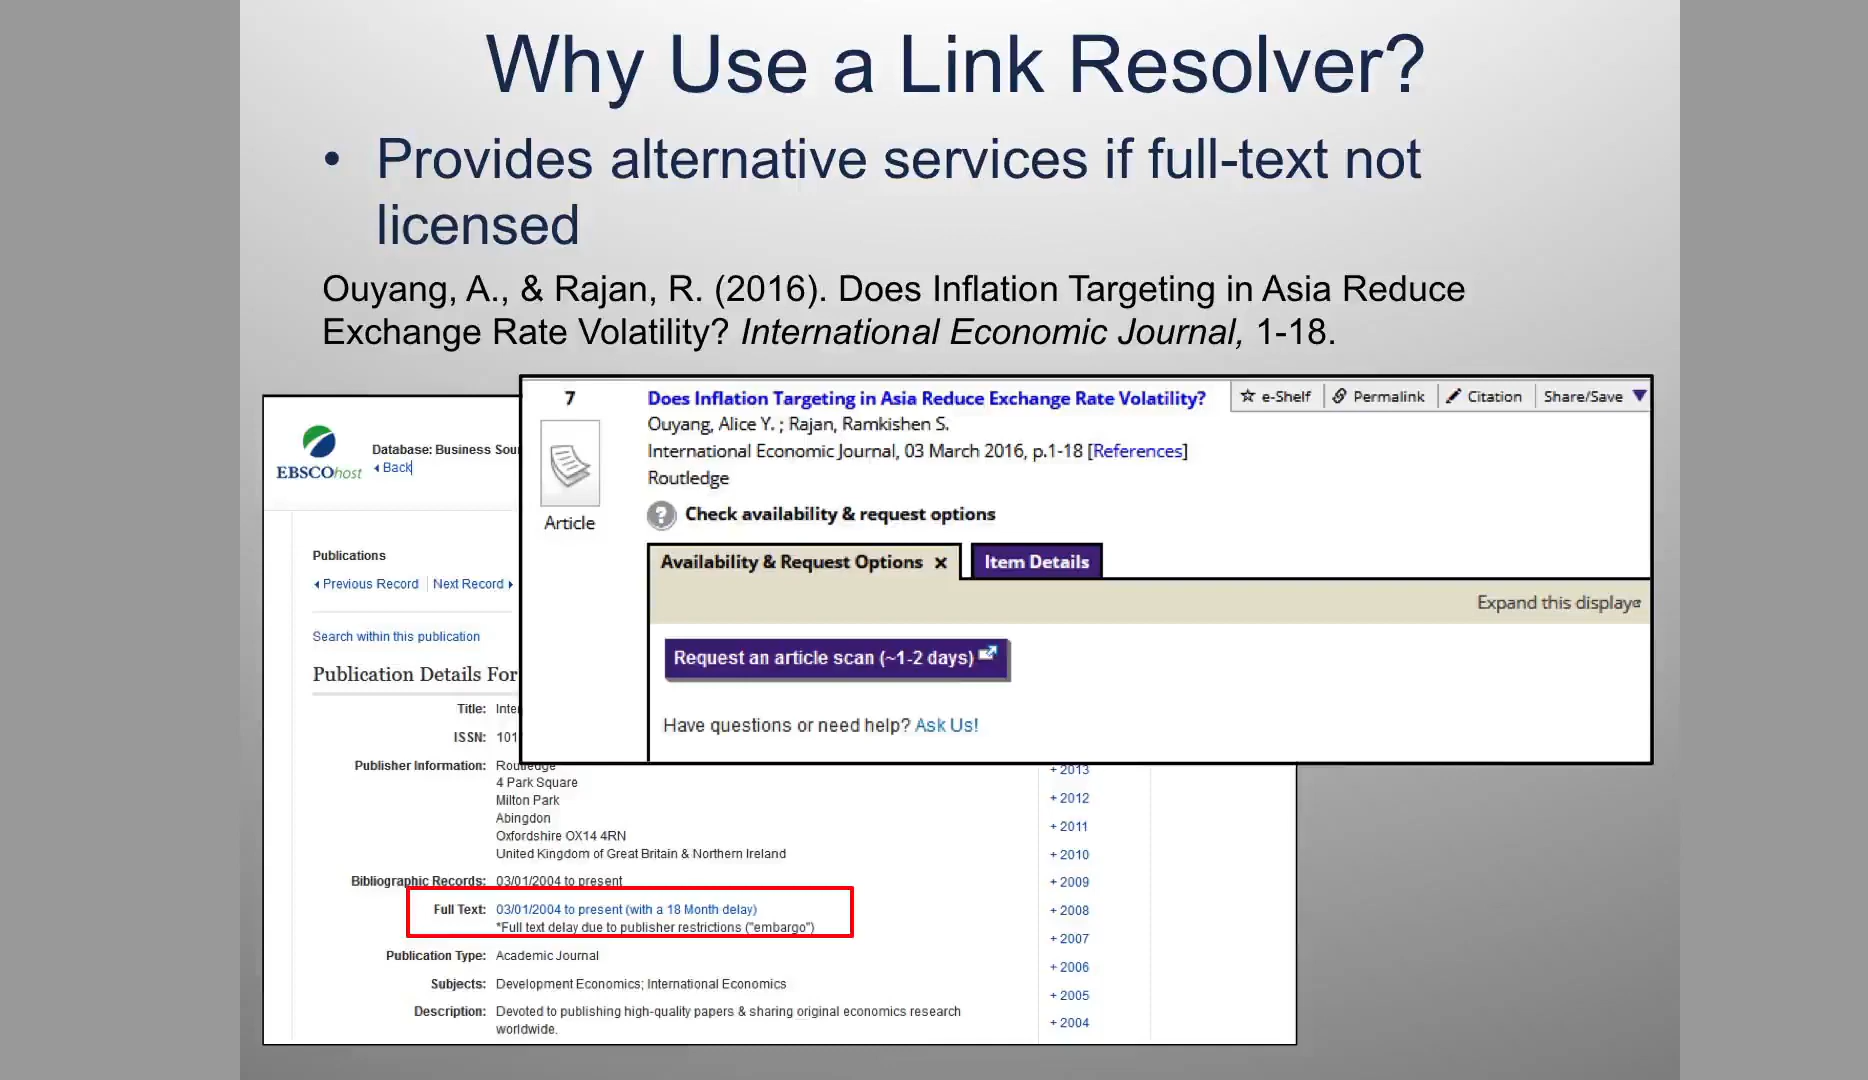 Why Use a Link Resolver?
• Provides alternative services if full-text not
licensed
Ouyang, A., & Rajan, R. (2016). Does Inflation Targeting in Asia Reduce
Exchange Rate Volatility? International Economic Journal, 1-18.
7
Article
Does Inflation Targeting in Asia Reduce Exchange Rate Volatility?
e-Shelf
Permalink
Citation
Share/Save
Ouyang, Alice Y. ; Rajan, Ramkishen S.
International Economic Journal, 03 March 2016, p.1-18 [References]
Routledge
Check availability & request options
Availability & Request Options x
Item Details
Expand this display
Request an article scan (~1-2 days)
Have questions or need help? Ask Us!
EBSCOhost
Database: Business Sou
Back
Publications
Previous Record
Next Record
Search within this publication
Publication Details For
Title: Inte
ISSN: 101
Publisher Information: Routledge
4 Park Square
Milton Park
Abingdon
Oxfordshire OX14 4RN
United Kingdom of Great Britain & Northern Ireland
Bibliographic Records: 03/01/2004 to present
Full Text: 03/01/2004 to present (with a 18 Month delay)
*Full text delay due to publisher restrictions ("embargo")
Publication Type: Academic Journal
Subjects: Development Economics; International Economics
Description: Devoted to publishing high-quality papers & sharing original economics research
worldwide.
+ 2013
+ 2012
+ 2011
+ 2010
+ 2009
+ 2008
+ 2007
+ 2006
+ 2005
+ 2004